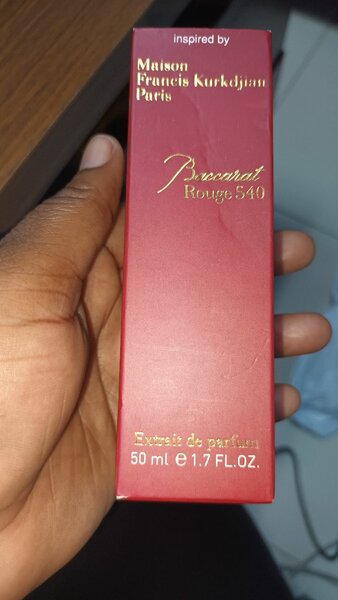 inspired by
Maison
Francis Kurkdjian
Paris
Baccarat
Rouge 540
Extrait de parfum
50 ml ℮ 1.7 FL.OZ.